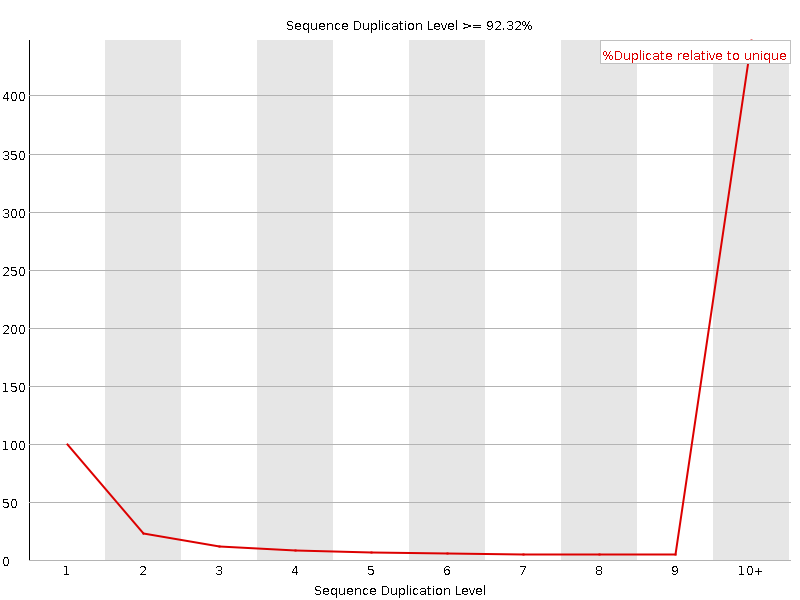 Sequence Duplication Level >= 92.32%
%Duplicate relative to unique
400
350
300
250
200
150
100
50
0
1 2 3 4 5 6 7 8 9 10+
Sequence Duplication Level